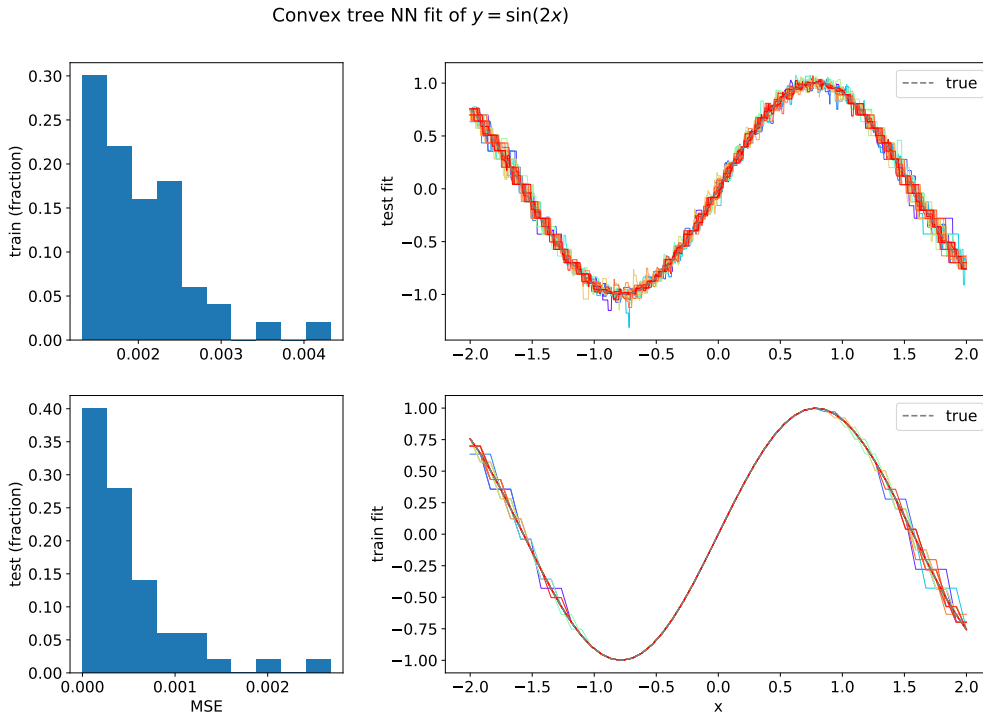 Convex tree NN fit of y = sin(2x)
train (fraction)
0.30
0.25
0.20
0.15
0.10
0.05
0.00
0.002 0.003 0.004
test fit
1.0
0.5
0.0
−0.5
−1.0
−2.0 −1.5 −1.0 −0.5 0.0 0.5 1.0 1.5 2.0
true
test (fraction)
0.40
0.35
0.30
0.25
0.20
0.15
0.10
0.05
0.00
0.000 0.001 0.002
MSE
train fit
1.00
0.75
0.50
0.25
0.00
−0.25
−0.50
−0.75
−1.00
−2.0 −1.5 −1.0 −0.5 0.0 0.5 1.0 1.5 2.0
x
true